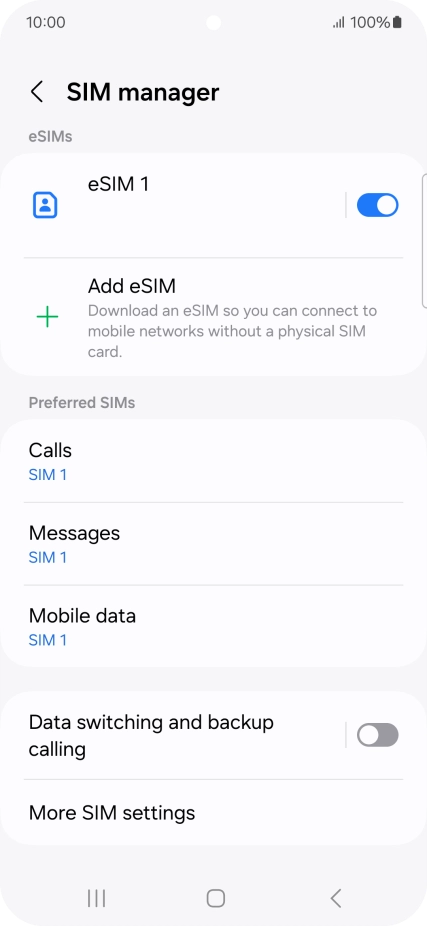 10:00
100%
SIM manager
eSIMs
eSIM 1
Add eSIM
Download an eSIM so you can connect to
mobile networks without a physical SIM
card.
Preferred SIMs
Calls
SIM 1
Messages
SIM 1
Mobile data
SIM 1
Data switching and backup
calling
More SIM settings